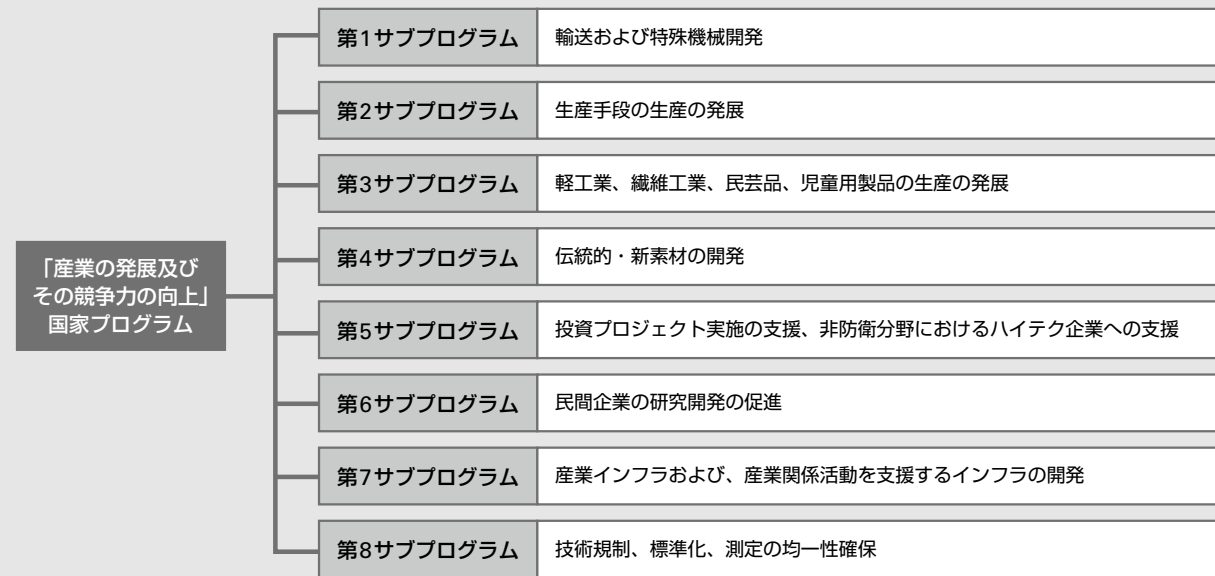 「産業の発展及び
その競争力の向上」
国家プログラム
第1サブプログラム 輸送および特殊機械開発
第2サブプログラム 生産手段の生産の発展
第3サブプログラム 軽工業、繊維工業、民芸品、児童用製品の生産の発展
第4サブプログラム 伝統的・新素材の開発
第5サブプログラム 投資プロジェクト実施の支援、非防衛分野におけるハイテク企業への支援
第6サブプログラム 民間企業の研究開発の促進
第7サブプログラム 産業インフラおよび、産業関係活動を支援するインフラの開発
第8サブプログラム 技術規制、標準化、測定の均一性確保